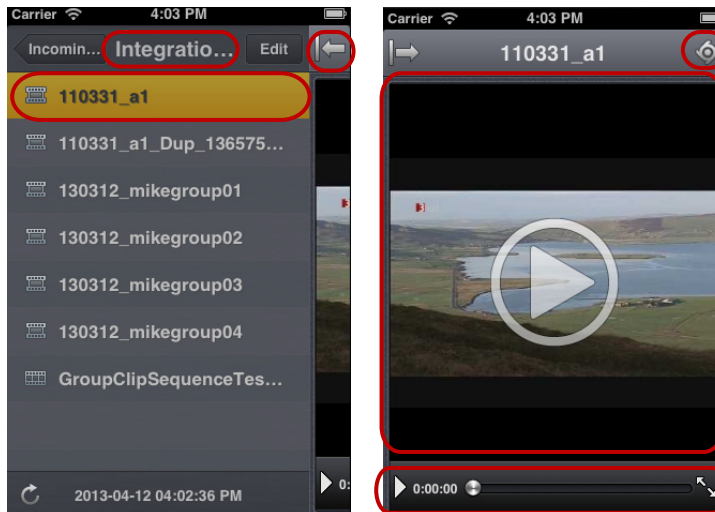 Carrier 4:03 PM
Incomin... Integratio... Edit
110331_a1
110331_a1_Dup_136575...
130312_mikegroup01
130312_mikegroup02
130312_mikegroup03
130312_mikegroup04
GroupClipSequenceTes...
2013-04-12 04:02:36 PM
0:
Carrier 4:03 PM
110331_a1
0:00:00